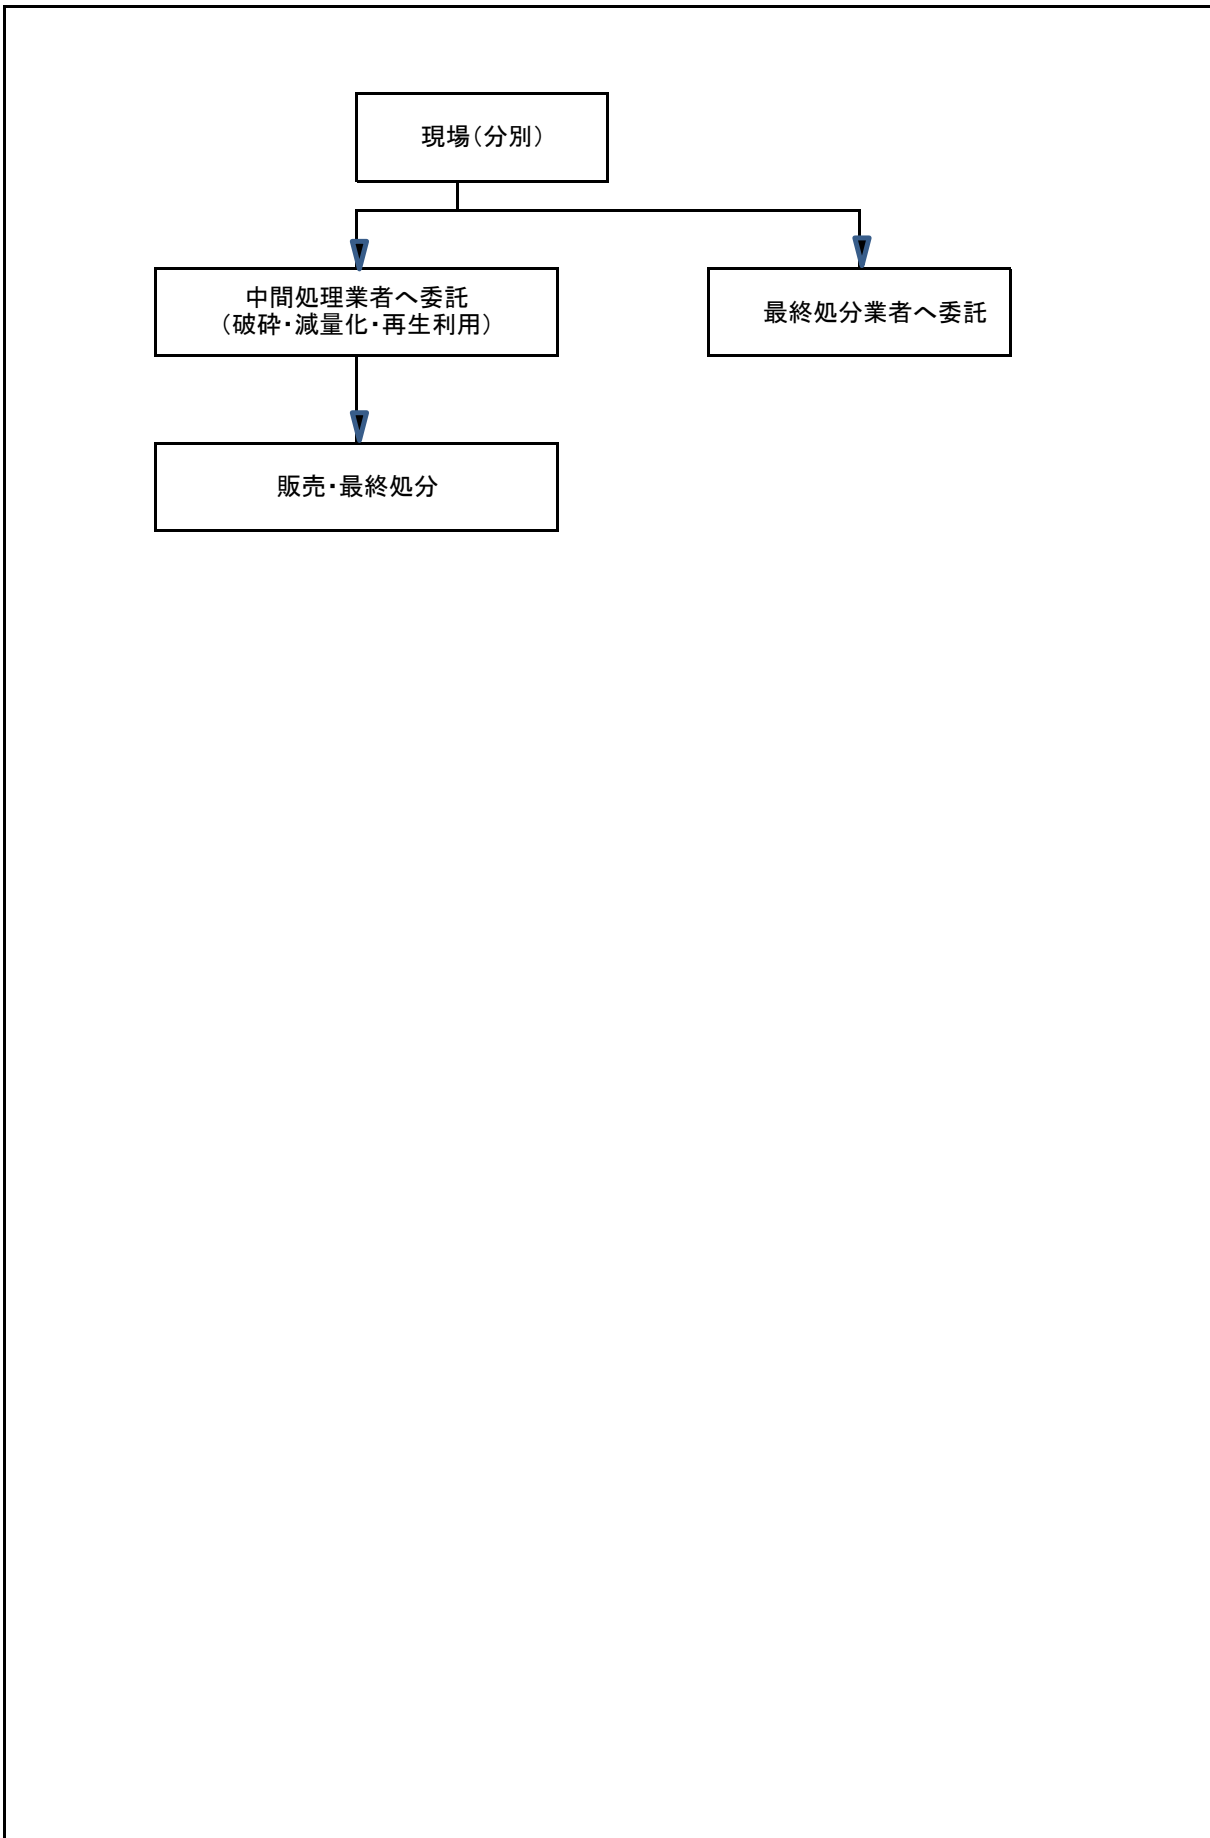 現場(分別)
中間処理業者へ委託
(破砕・減量化・再生利用)
最終処分業者へ委託
販売・最終処分